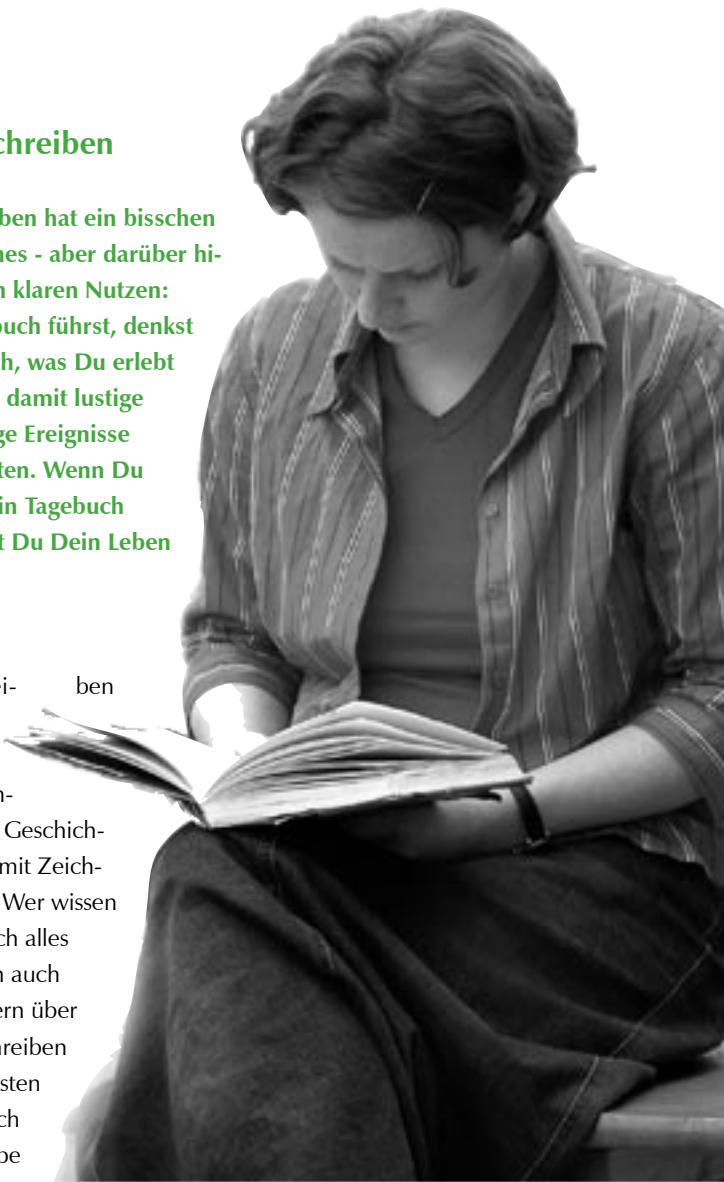 chreiben
ben hat ein bisschen
nes - aber darüber hi-
n klaren Nutzen:
buch führst, denkst
h, was Du erlebt
damit lustige
ge Ereignisse
ten. Wenn Du
in Tagebuch
t Du Dein Leben
ei- ben
n-
Geschich-
mit Zeich-
Wer wissen
ch alles
n auch
ern über
reiben
sten
ch
be